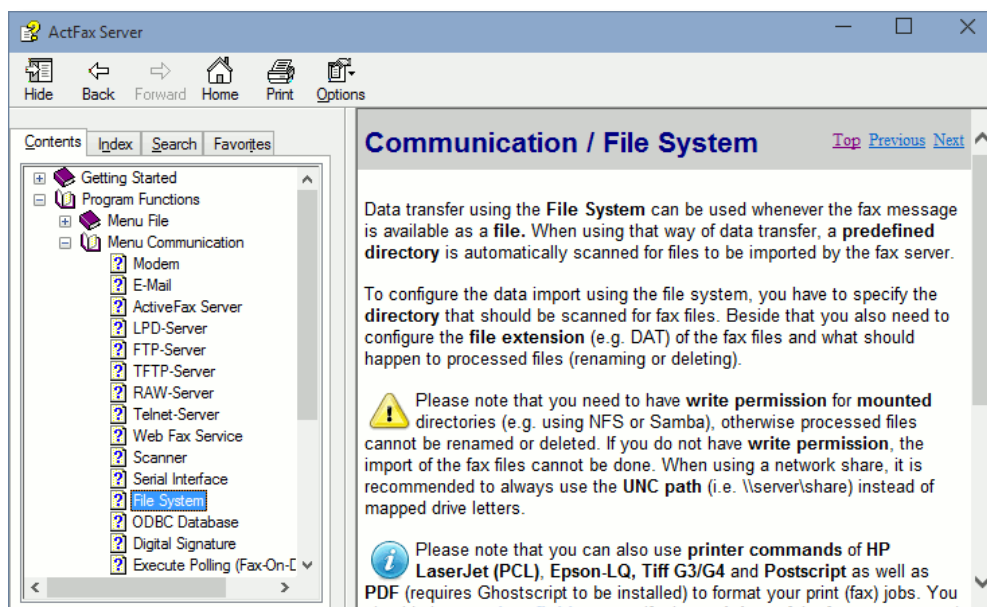 ActFax Server
Hide Back Forward Home Print Options
Contents Index Search Favorites
Getting Started
Program Functions
Menu File
Menu Communication
Modem
E-Mail
ActiveFax Server
LPD-Server
FTP-Server
TFTP-Server
RAW-Server
Telnet-Server
Web Fax Service
Scanner
Serial Interface
File System
ODBC Database
Digital Signature
Execute Polling (Fax-On-D
Communication / File System
Top Previous Next
Data transfer using the File System can be used whenever the fax message
is available as a file. When using that way of data transfer, a predefined
directory is automatically scanned for files to be imported by the fax server.
To configure the data import using the file system, you have to specify the
directory that should be scanned for fax files. Beside that you also need to
configure the file extension (e.g. DAT) of the fax files and what should
happen to processed files (renaming or deleting).
Please note that you need to have write permission for mounted
directories (e.g. using NFS or Samba), otherwise processed files
cannot be renamed or deleted. If you do not have write permission, the
import of the fax files cannot be done. When using a network share, it is
recommended to always use the UNC path (i.e. \\server\share) instead of
mapped drive letters.
Please note that you can also use printer commands of HP
LaserJet (PCL), Epson-LQ, Tiff G3/G4 and Postscript as well as
PDF (requires Ghostscript to be installed) to format your print (fax) jobs. You